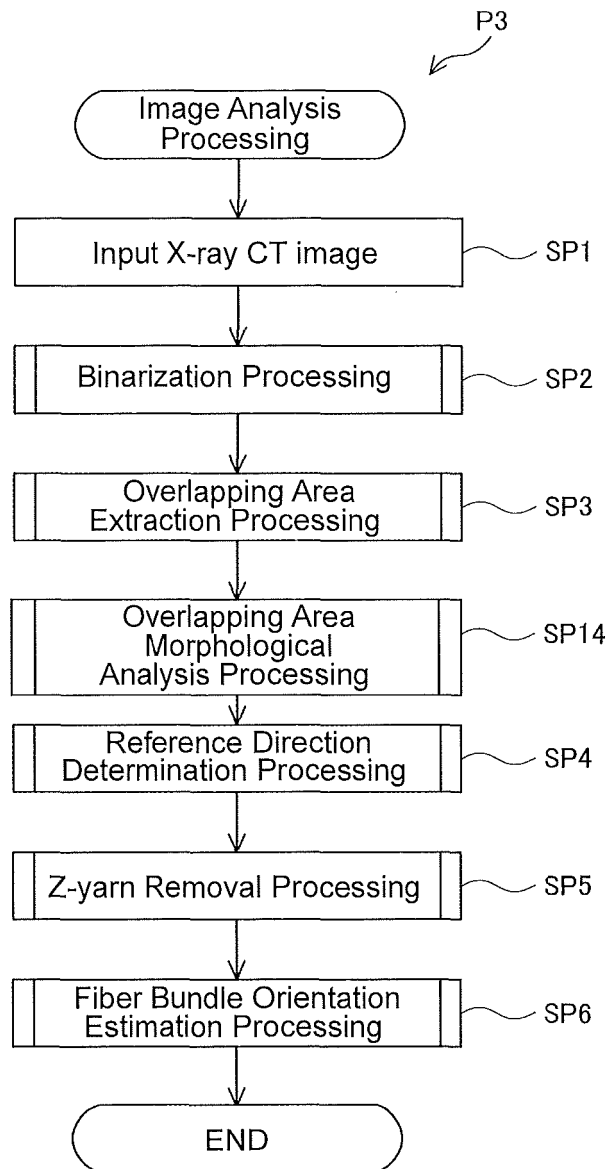 P3
Image Analysis
Processing
Input X-ray CT image
SP1
Binarization Processing
SP2
Overlapping Area
Extraction Processing
SP3
Overlapping Area
Morphological
Analysis Processing
SP14
Reference Direction
Determination Processing
SP4
Z-yarn Removal Processing
SP5
Fiber Bundle Orientation
Estimation Processing
SP6
END